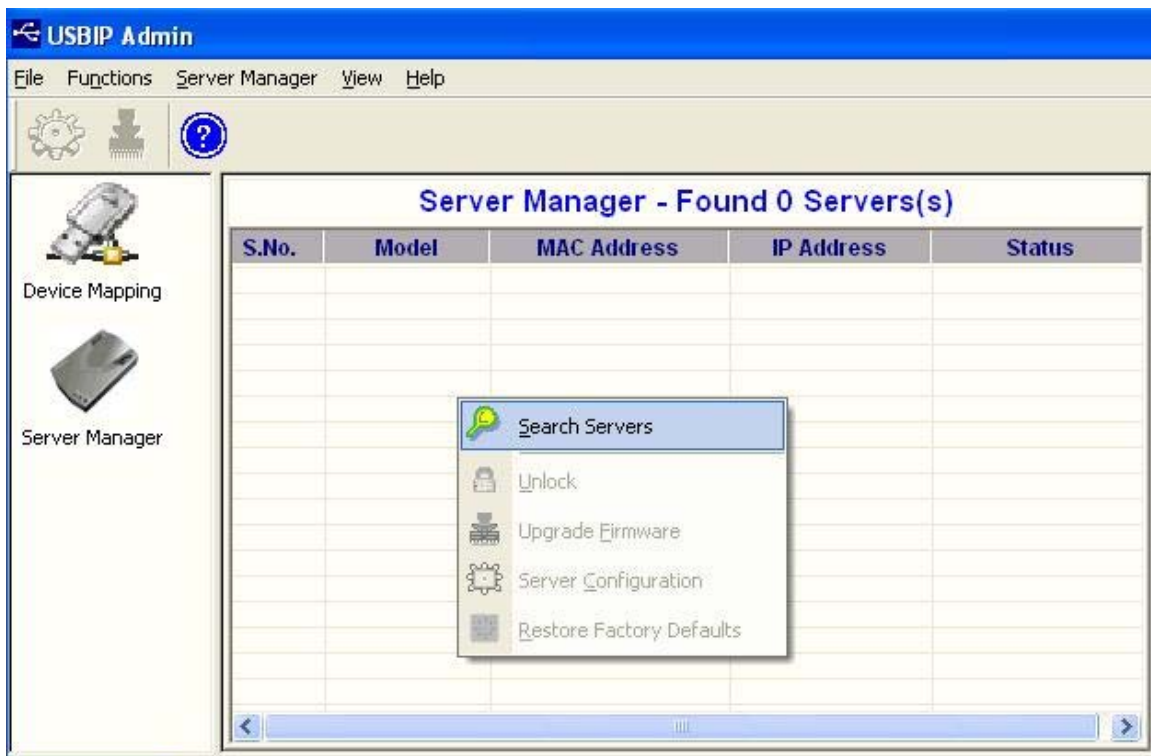 USBIP Admin
File Functions Server Manager View Help
?
Server Manager - Found 0 Servers(s)
S.No. Model MAC Address IP Address Status
Device Mapping
Server Manager
Search Servers
Unlock
Upgrade Firmware
Server Configuration
Restore Factory Defaults